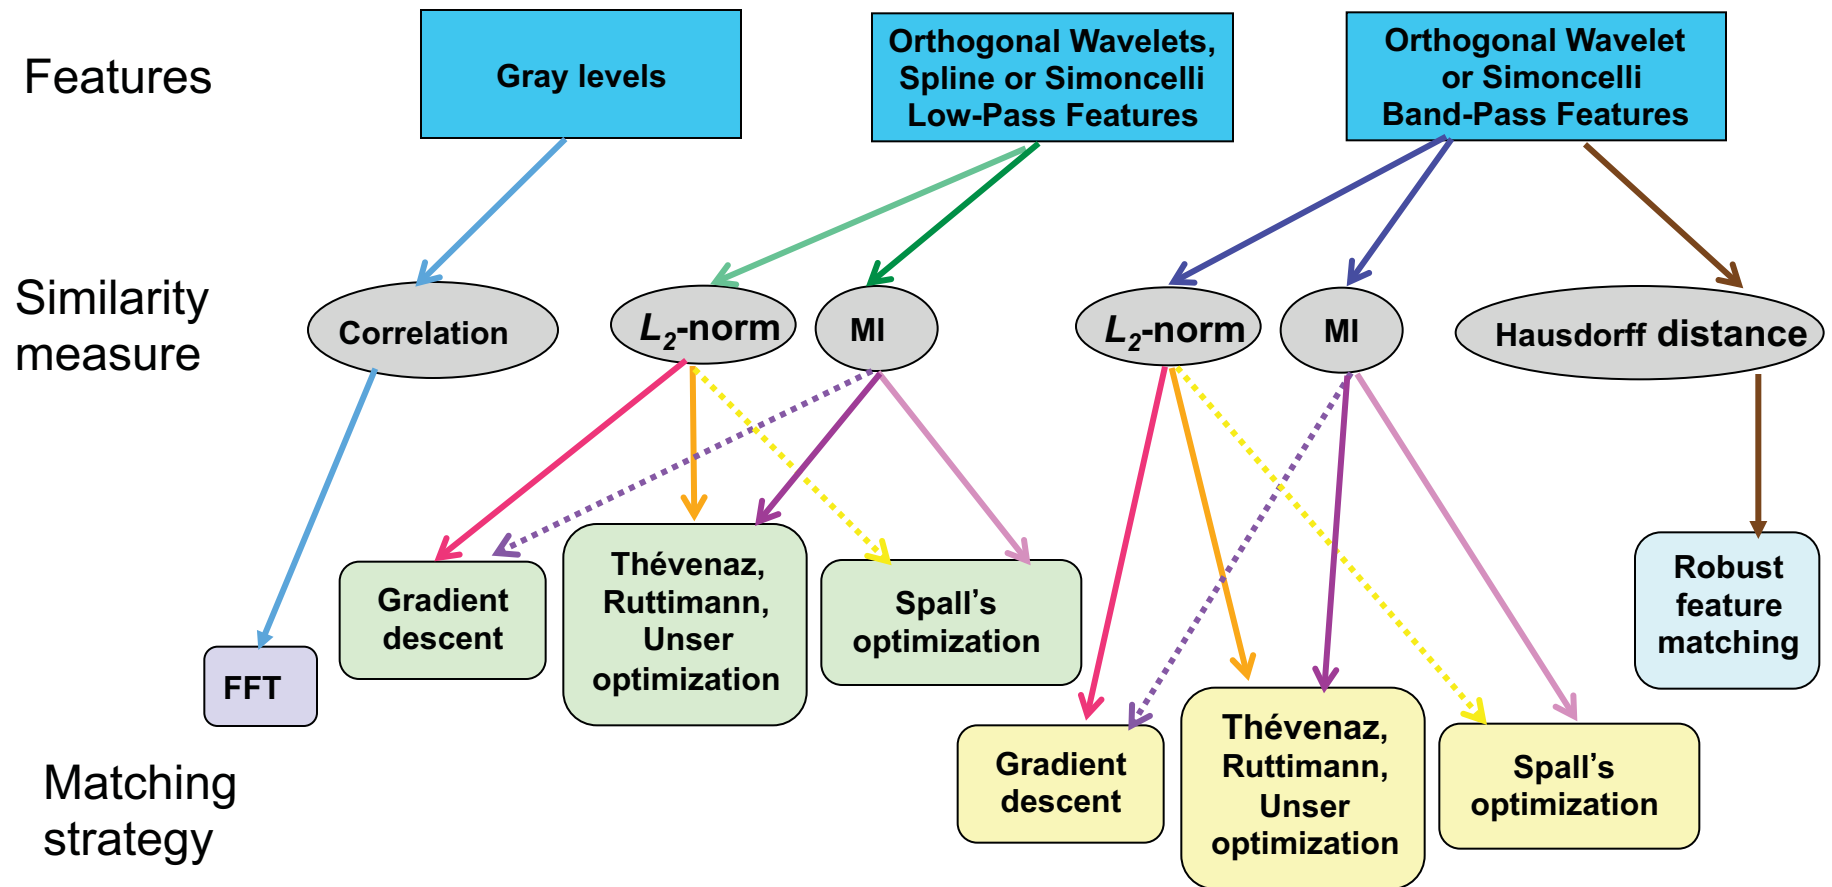 Features
Gray levels
Orthogonal Wavelets,
Spline or Simoncelli
Low-Pass Features
Orthogonal Wavelet
or Simoncelli
Band-Pass Features
Similarity
measure
Correlation
L2-norm
MI
L2-norm
MI
Hausdorff distance
Matching
strategy
FFT
Gradient
descent
Thévenaz,
Ruttimann,
Unser
optimization
Spall’s
optimization
Gradient
descent
Thévenaz,
Ruttimann,
Unser
optimization
Spall’s
optimization
Robust
feature
matching